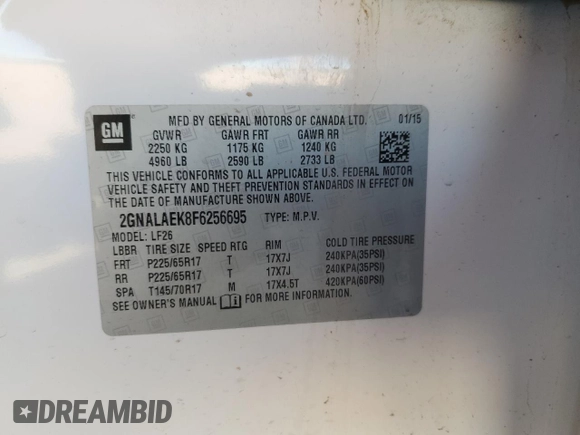 GM
MFD BY GENERAL MOTORS OF CANADA LTD. 01/15
GVWR GAWR FRT GAWR RR
2250 KG 1175 KG 1240 KG
4960 LB 2590 LB 2733 LB
THIS VEHICLE CONFORMS TO ALL APPLICABLE U.S. FEDERAL MOTOR
VEHICLE SAFETY AND THEFT PREVENTION STANDARDS IN EFFECT ON
THE DATE OF MANUFACTURE SHOWN ABOVE.
2GNALAEK8F6256695 TYPE: M.P.V.
MODEL: LF26
LBBR TIRE SIZE SPEED RTG RIM COLD TIRE PRESSURE
FRT P225/65R17 T 17X7J 240KPA(35PSI)
RR P225/65R17 T 17X7J 240KPA(35PSI)
SPA T145/70R17 M 17X4.5T 420KPA(60PSI)
SEE OWNER'S MANUAL i FOR MORE INFORMATION.
DREAMBID